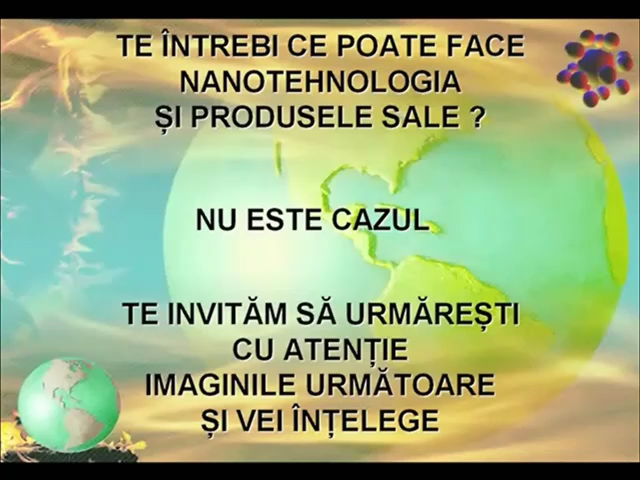 TE ÎNTREBI CE POATE FACE
NANOTEHNOLOGIA
ȘI PRODUSELE SALE ?
NU ESTE CAZUL
TE INVITĂM SĂ URMĂREȘTI
CU ATENȚIE
IMAGINILE URMĂTOARE
ȘI VEI ÎNȚELEGE